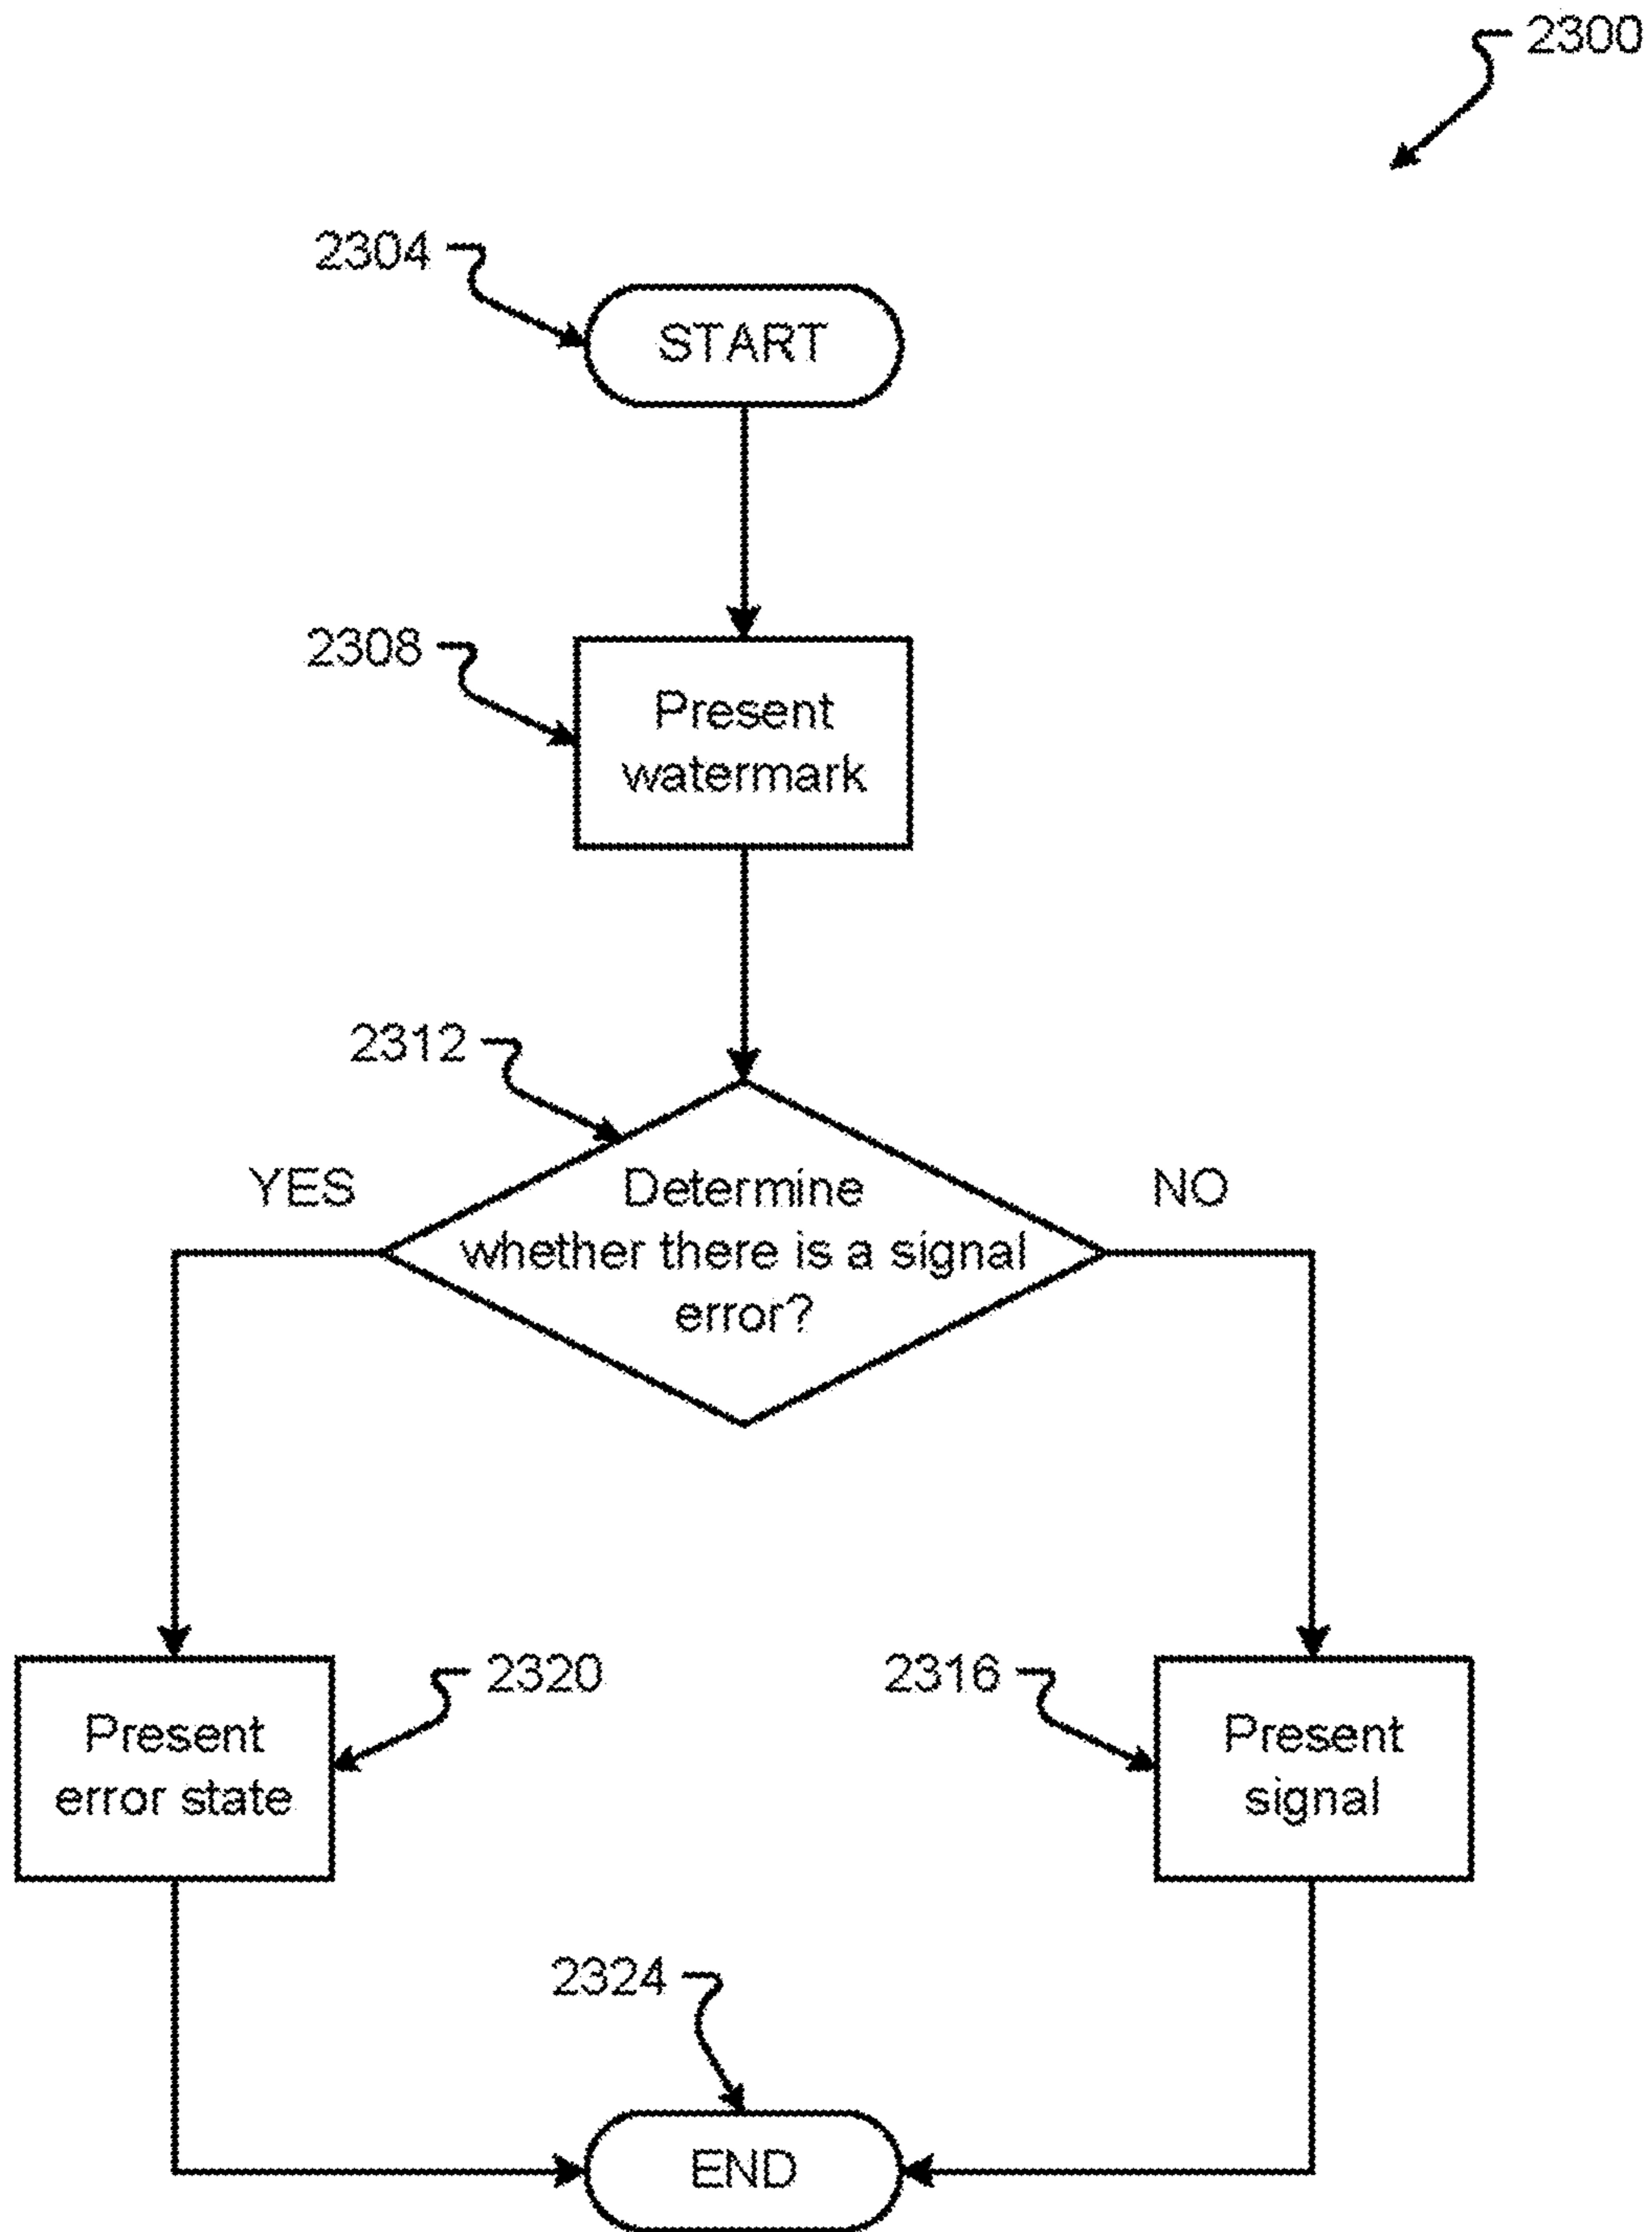 2300
2304
START
2308
Present
watermark
2312
YES
Determine
whether there is a signal
error?
NO
2320
Present
error state
2316
Present
signal
2324
END